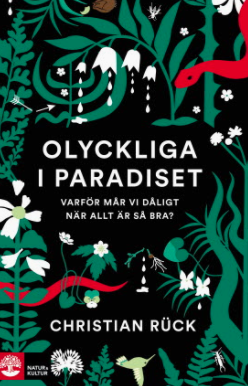 OLYCKLIGA
I PARADISET
VARFÖR MÅR VI DÅLIGT
NÄR ALLT ÄR SÅ BRA?
CHRISTIAN RÜCK
NATUR &
KULTUR